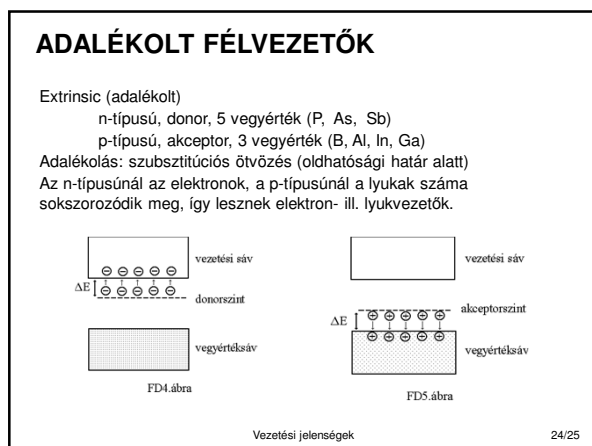 ADALÉKOLT FÉLVEZETŐK
Extrinsic (adalékolt)
n-típusú, donor, 5 vegyérték (P, As, Sb)
p-típusú, akceptor, 3 vegyérték (B, Al, In, Ga)
Adalékolás: szubsztitúciós ötvözés (oldhatósági határ alatt)
Az n-típusúnál az elektronok, a p-típusúnál a lyukak száma
sokszorozódik meg, így lesznek elektron- ill. lyukvezetők.
vezetési sáv
ΔE
donorszint
vegyértéksáv
FD4.ábra
vezetési sáv
akceptorszint
ΔE
vegyértéksáv
FD5.ábra
Vezetési jelenségek
24/25